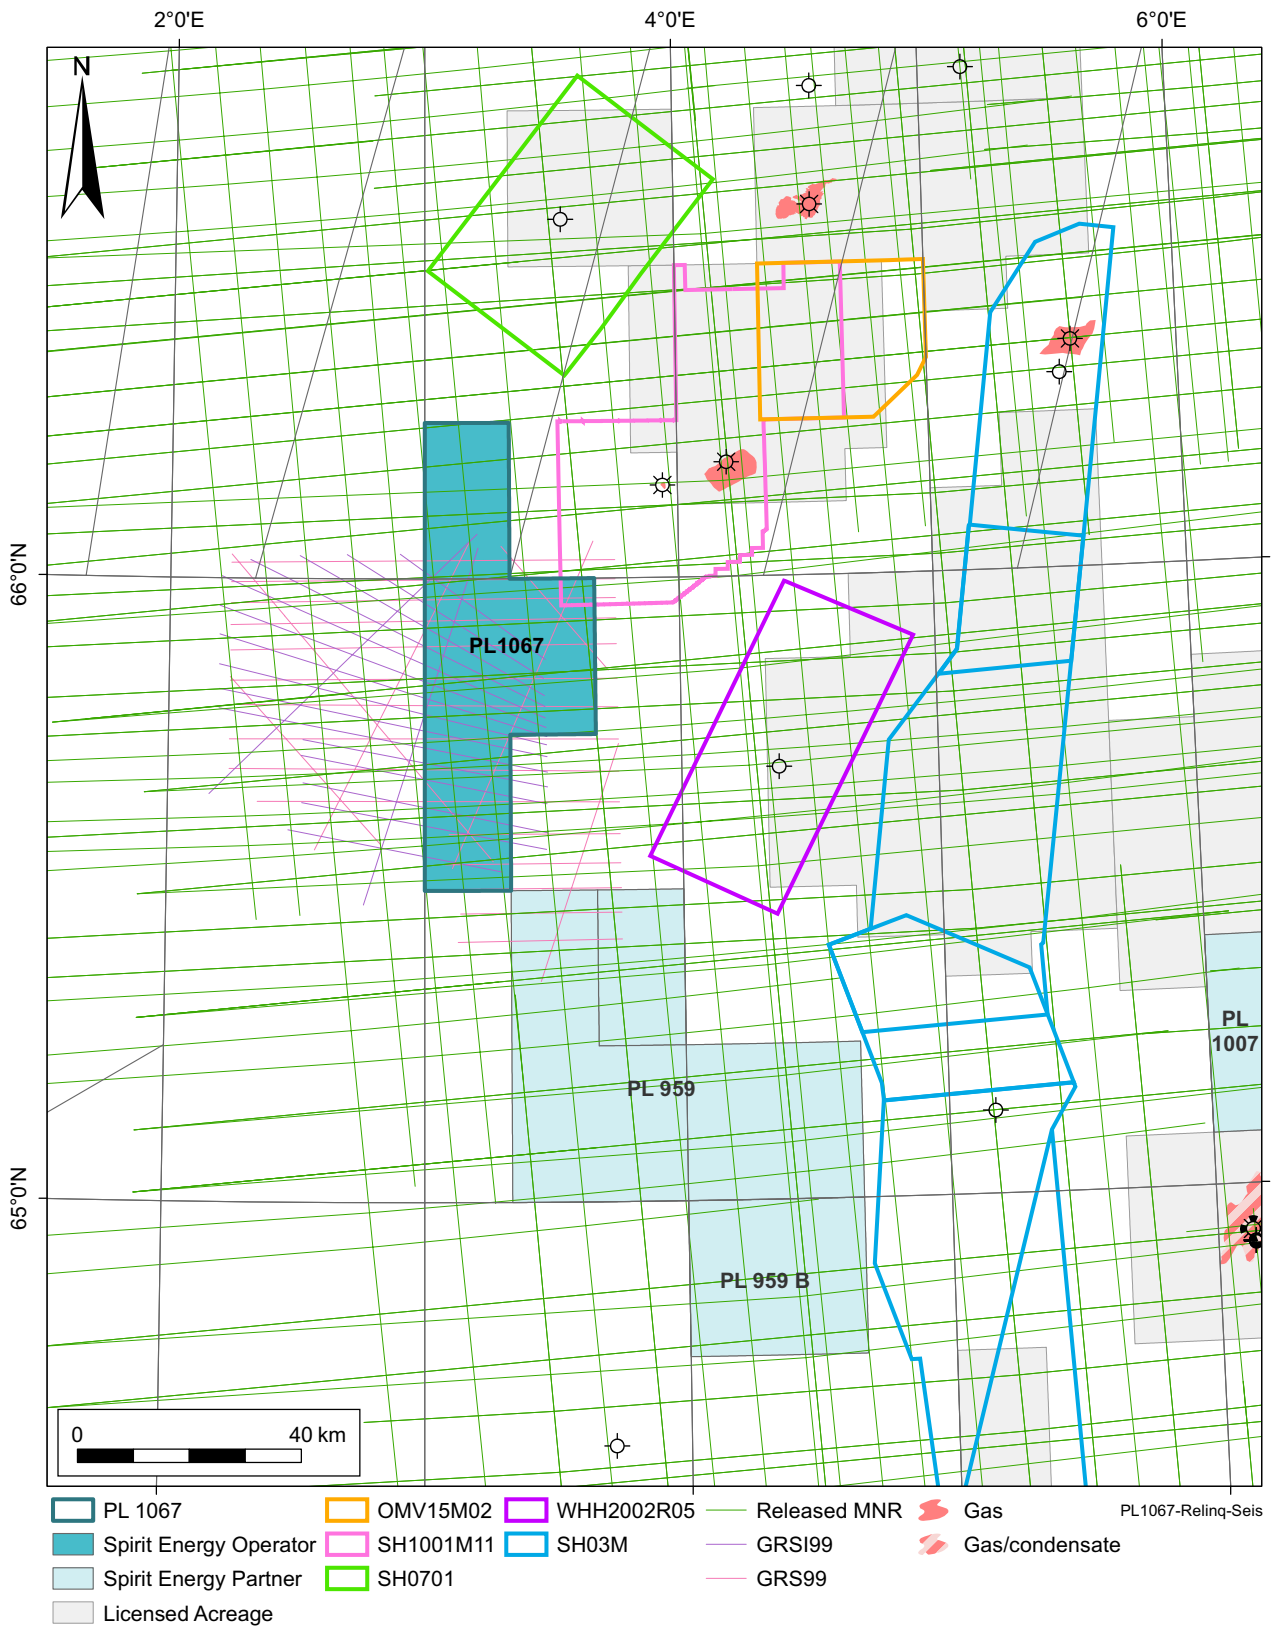 2°0'E 4°0'E 6°0'E
N
66°0'N
PL1067
PL 1007
PL 959
65°0'N
PL 959 B
0 40 km
PL 1067 OMV15M02 WHH2002R05 Released MNR Gas PL1067-Relinq-Seis
Spirit Energy Operator SH1001M11 SH03M GRSI99 Gas/condensate
Spirit Energy Partner SH0701 GRS99
Licensed Acreage